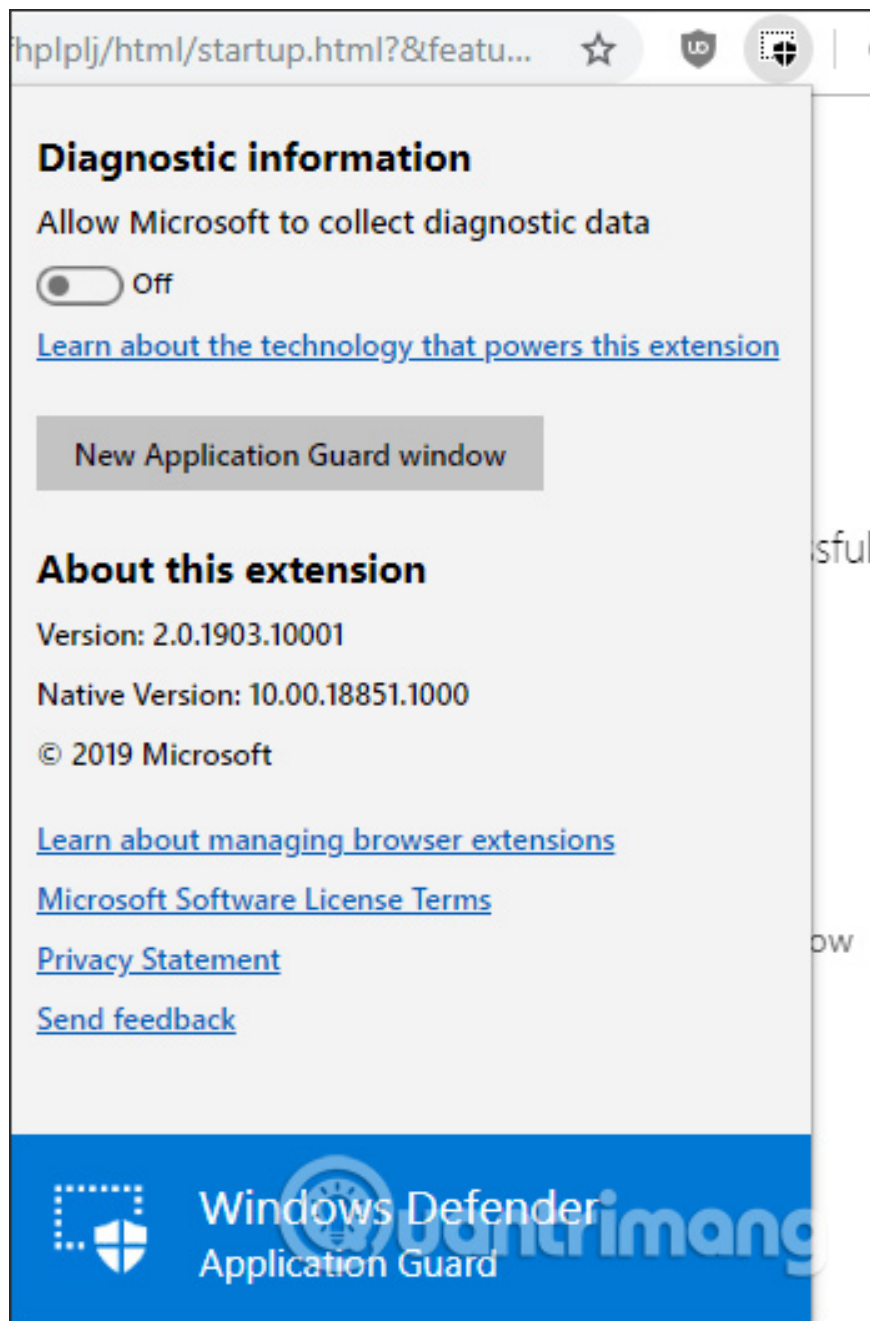 hplplj/html/startup.html?&featu...
Diagnostic information
Allow Microsoft to collect diagnostic data
Off
Learn about the technology that powers this extension
New Application Guard window
About this extension
ssful
Version: 2.0.1903.10001
Native Version: 10.00.18851.1000
© 2019 Microsoft
Learn about managing browser extensions
Microsoft Software License Terms
ow
Privacy Statement
Send feedback
Windows Defender
Application Guard
Quantrimang